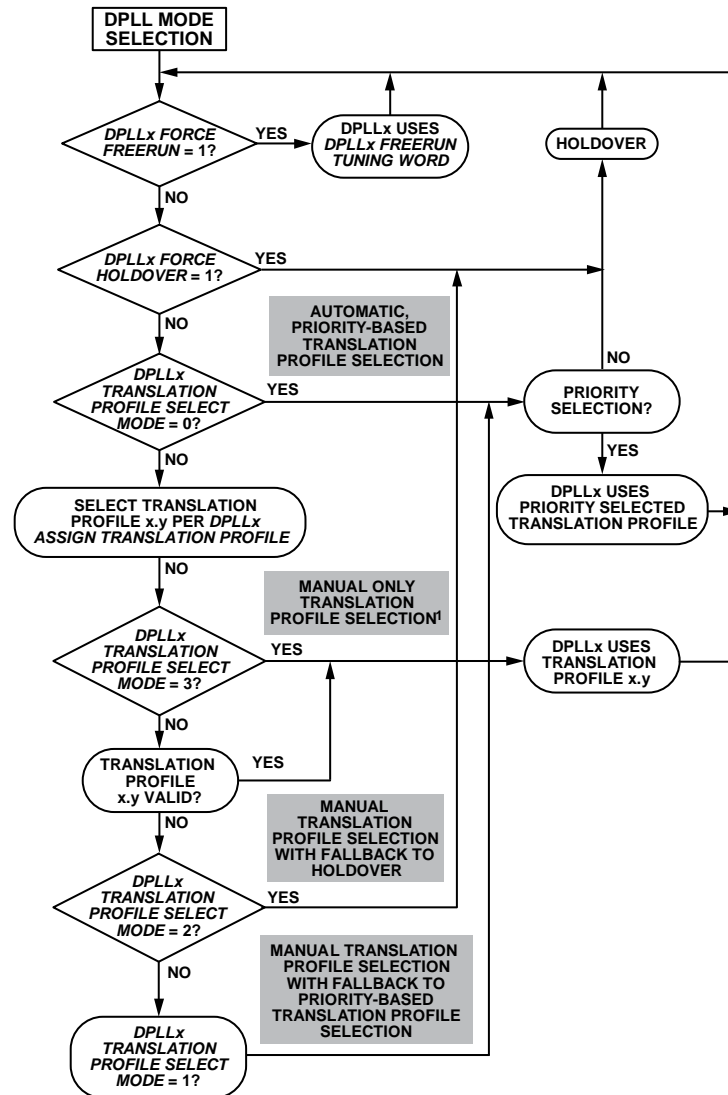 DPLL MODE
SELECTION
DPLLx FORCE
FREERUN = 1?
YES
DPLLx USES
DPLLx FREERUN
TUNING WORD
HOLDOVER
NO
DPLLx FORCE
HOLDOVER = 1?
YES
NO
AUTOMATIC,
PRIORITY-BASED
TRANSLATION
PROFILE SELECTION
DPLLx
TRANSLATION
PROFILE SELECT
MODE = 0?
YES
NO
PRIORITY
SELECTION?
YES
DPLLx USES
PRIORITY SELECTED
TRANSLATION PROFILE
NO
SELECT TRANSLATION
PROFILE x.y PER DPLLx
ASSIGN TRANSLATION PROFILE
NO
MANUAL ONLY
TRANSLATION
PROFILE SELECTION1
DPLLx
TRANSLATION
PROFILE SELECT
MODE = 3?
YES
DPLLx USES
TRANSLATION
PROFILE x.y
NO
TRANSLATION
PROFILE
x.y VALID?
YES
NO
MANUAL
TRANSLATION
PROFILE SELECTION
WITH FALLBACK TO
HOLDOVER
DPLLx
TRANSLATION
PROFILE SELECT
MODE = 2?
YES
NO
MANUAL TRANSLATION
PROFILE SELECTION
WITH FALLBACK TO
PRIORITY-BASED
TRANSLATION PROFILE
SELECTION
DPLLx
TRANSLATION
PROFILE SELECT
MODE = 1?